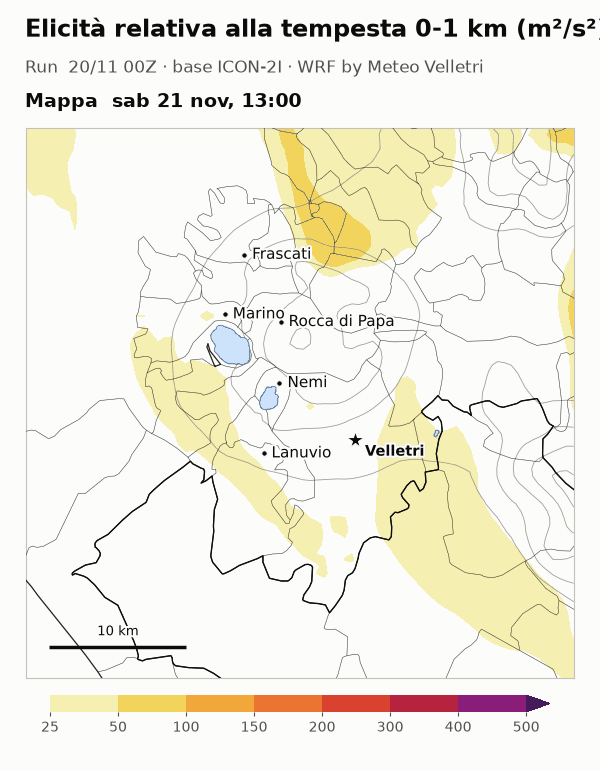 Elicità relativa alla tempesta 0-1 km (m²/s²)
Run 20/11 00Z · base ICON-2I · WRF by Meteo Velletri
Mappa sab 21 nov, 13:00
Frascati
Marino
Rocca di Papa
Nemi
Velletri
Lanuvio
10 km
25 50 100 150 200 300 400 500